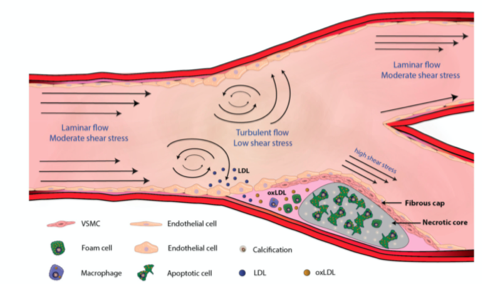 Laminar flow
Moderate shear stress
Laminar flow
Moderate shear stress
Turbulent flow
Low shear stress
LDL
high shear stress
oxLDL
Fibrous cap
Necrotic core
VSMC
Endothelial cell
Foam cell
Endothelial cell
Calcification
Macrophage
Apoptotic cell
LDL
oxLDL